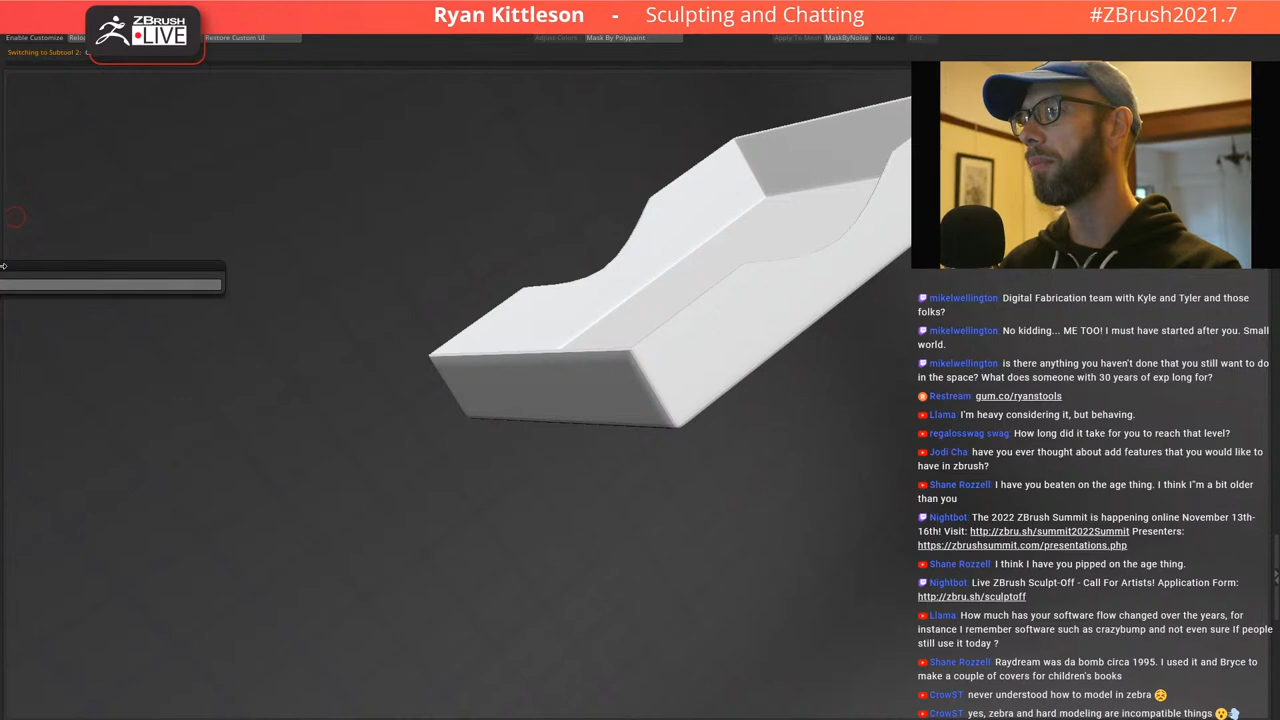 Ryan Kittleson - Sculpting and Chatting #ZBrush2021.7
ZBRUSH
LIVE
Enable Customize Reloa Restore Custom UI Adjust Colors Mask By Polypaint Apply To Mesh MaskByNoise Noise Edit
Switching to Subtool 2:
mikelwellington: Digital Fabrication team with Kyle and Tyler and those
folks?
mikelwellington: No kidding... ME TOO! I must have started after you. Small
world.
mikelwellington: is there anything you haven't done that you still want to do
in the space? What does someone with 30 years of exp long for?
Restream: gum.co/ryanstools
Llama: I'm heavy considering it, but behaving.
regalosswag swag: How long did it take for you to reach that level?
Jodi Cha: have you ever thought about add features that you would like to
have in zbrush?
Shane Rozzell: I have you beaten on the age thing. I think I"m a bit older
than you
Nightbot: The 2022 ZBrush Summit is happening online November 13th-
16th! Visit: http://zbru.sh/summit2022Summit Presenters:
https://zbrushsummit.com/presentations.php
Shane Rozzell: I think I have you pipped on the age thing.
Nightbot: Live ZBrush Sculpt-Off - Call For Artists! Application Form:
http://zbru.sh/sculptoff
Llama: How much has your software flow changed over the years, for
instance I remember software such as crazybump and not even sure If people
still use it today ?
Shane Rozzell: Raydream was da bomb circa 1995. I used it and Bryce to
make a couple of covers for children's books
CrowST: never understood how to model in zebra 😣
CrowST: yes, zebra and hard modeling are incompatible things 😮‍💨